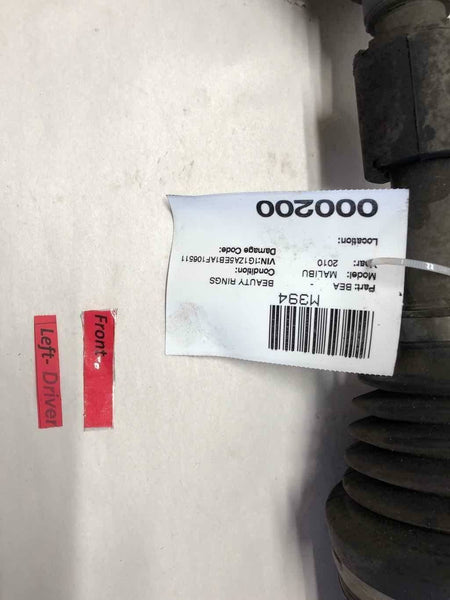 M394
Part: BEA -
BEAUTY RINGS
Model: MALIBU
Condition:
Year: 2010
VIN:1G1ZA5EB1AF106511
Damage Code:
Location:
000200
Front-
Left- Driver